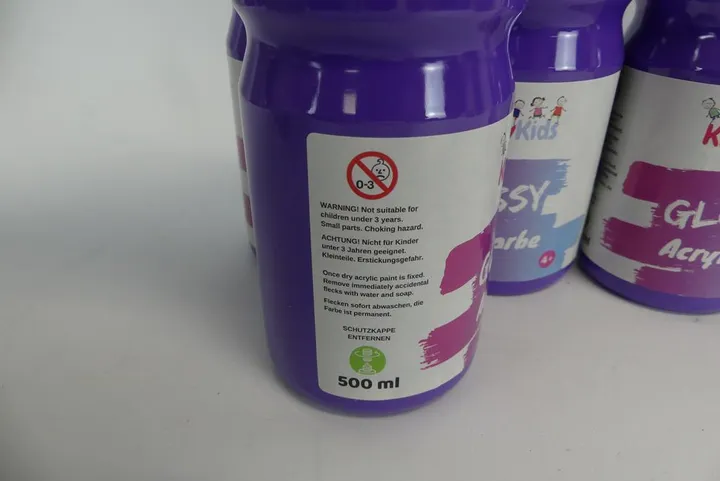 0-3
WARNING! Not suitable for
children under 3 years.
Small parts. Choking hazard.
ACHTUNG! Nicht für Kinder
unter 3 Jahren geeignet.
Kleinteile. Erstickungsgefahr.
Once dry acrylic paint is fixed.
Remove immediately accidental
flecks with water and soap.
Flecken sofort abwaschen, die
Farbe ist permanent.
SCHUTZKAPPE
ENTFERNEN
500 ml
Kids
SSY
arbe
4+
K
GL
Acry